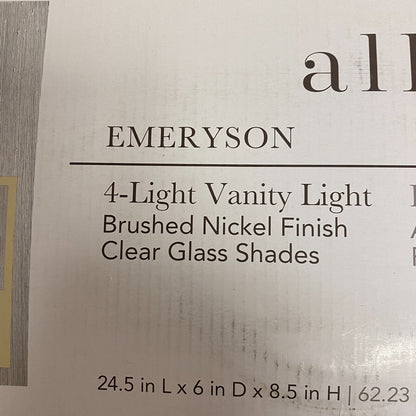 all
EMERYSON
4-Light Vanity Light
Brushed Nickel Finish
Clear Glass Shades
24.5 in L x 6 in D x 8.5 in H | 62.23